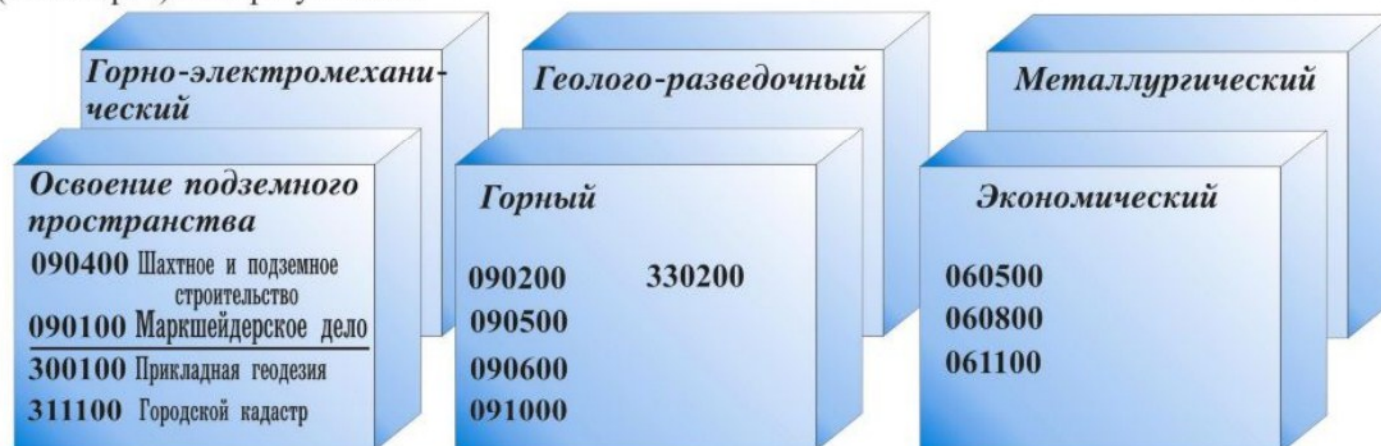 Горно-электромехани-
ческий
Геолого-разведочный
Металлургический
Освоение подземного
пространства
090400 Шахтное и подземное
строительство
090100 Маркшейдерское дело
300100 Прикладная геодезия
311100 Городской кадастр
Горный
090200 330200
090500
090600
091000
Экономический
060500
060800
061100